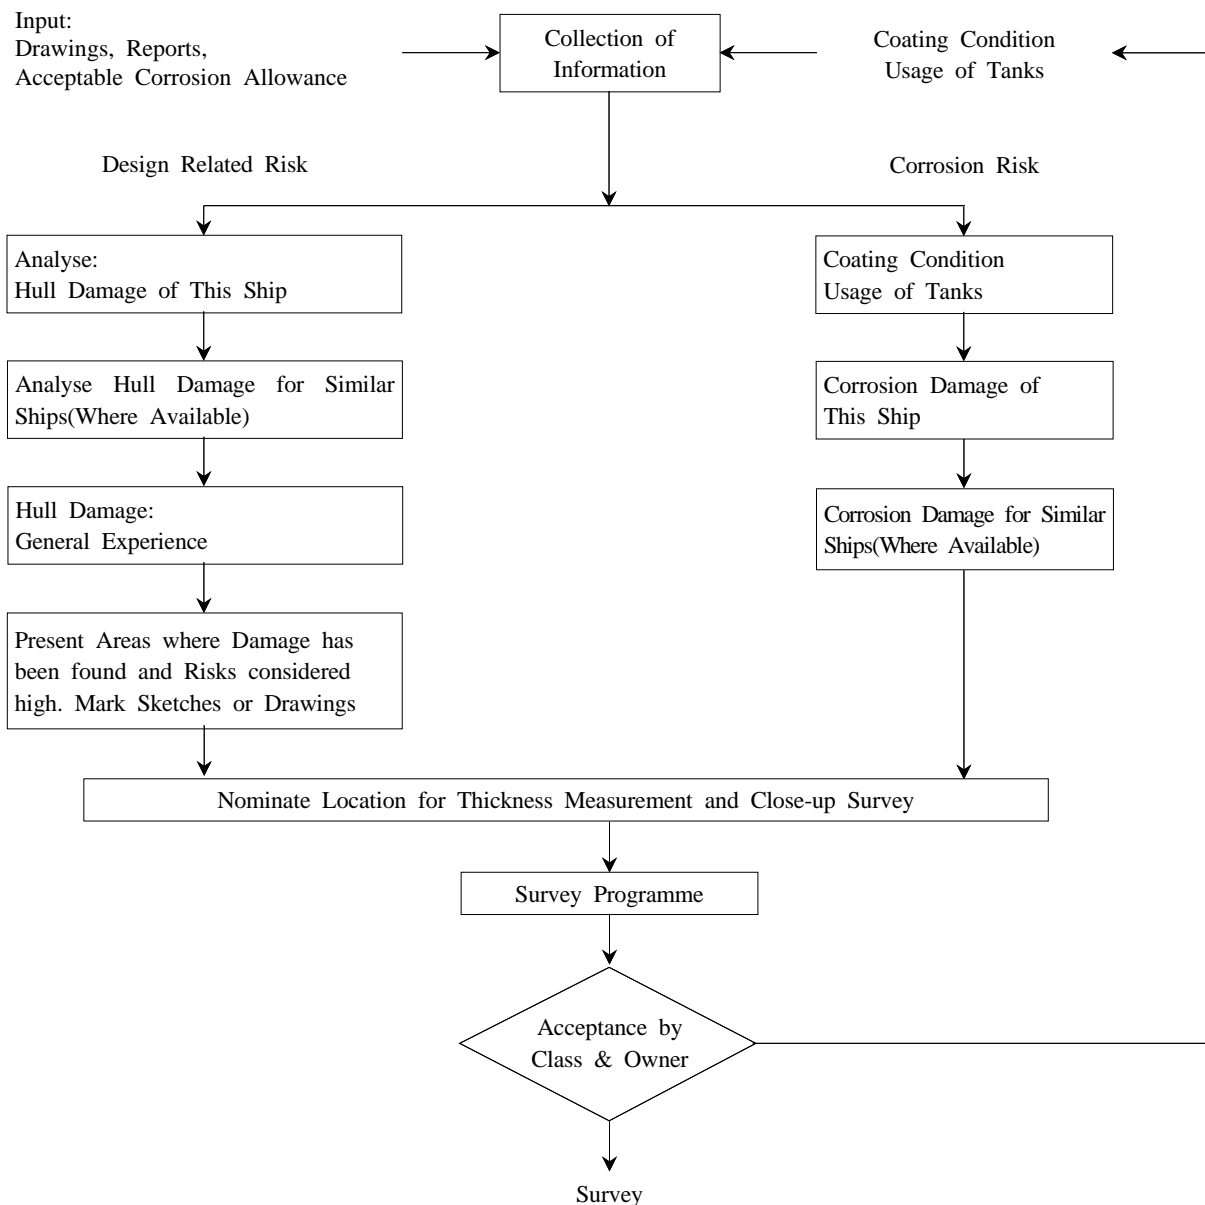 Input:
Drawings, Reports,
Acceptable Corrosion Allowance
Collection of
Information
Coating Condition
Usage of Tanks
Design Related Risk
Corrosion Risk
Analyse:
Hull Damage of This Ship
Coating Condition
Usage of Tanks
Analyse Hull Damage for Similar
Ships(Where Available)
Corrosion Damage of
This Ship
Hull Damage:
General Experience
Corrosion Damage for Similar
Ships(Where Available)
Present Areas where Damage has
been found and Risks considered
high. Mark Sketches or Drawings
Nominate Location for Thickness Measurement and Close-up Survey
Survey Programme
Acceptance by
Class & Owner
Survey